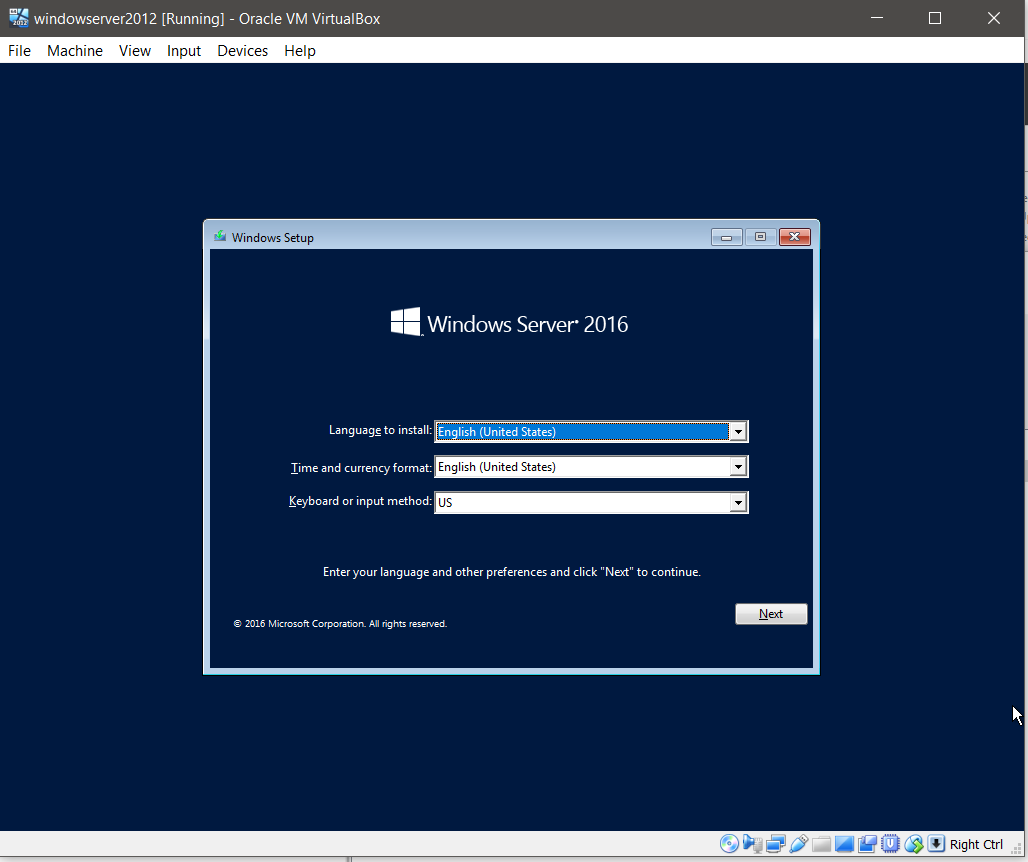 windowserver2012 [Running] - Oracle VM VirtualBox
File Machine View Input Devices Help
Windows Setup
Windows Server® 2016
Language to install: English (United States)
Time and currency format: English (United States)
Keyboard or input method: US
Enter your language and other preferences and click "Next" to continue.
Next
© 2016 Microsoft Corporation. All rights reserved.
Right Ctrl